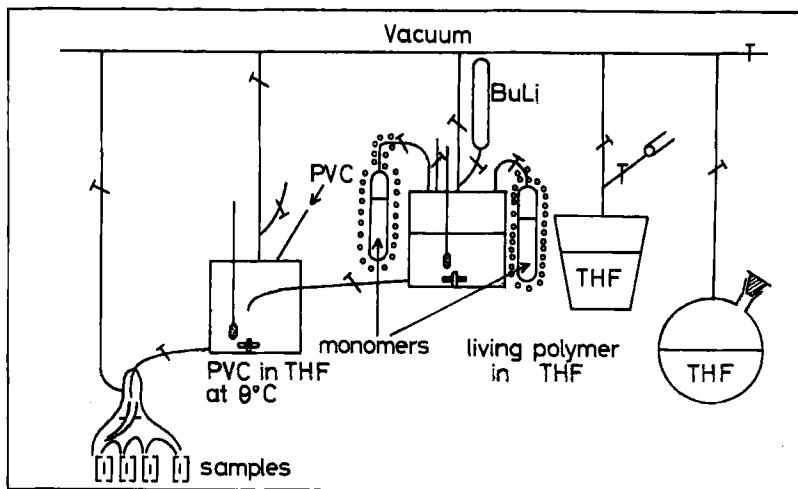 Vacuum
BuLi
PVC
THF
monomers
living polymer
in THF
THF
PVC in THF
at θ°C
samples